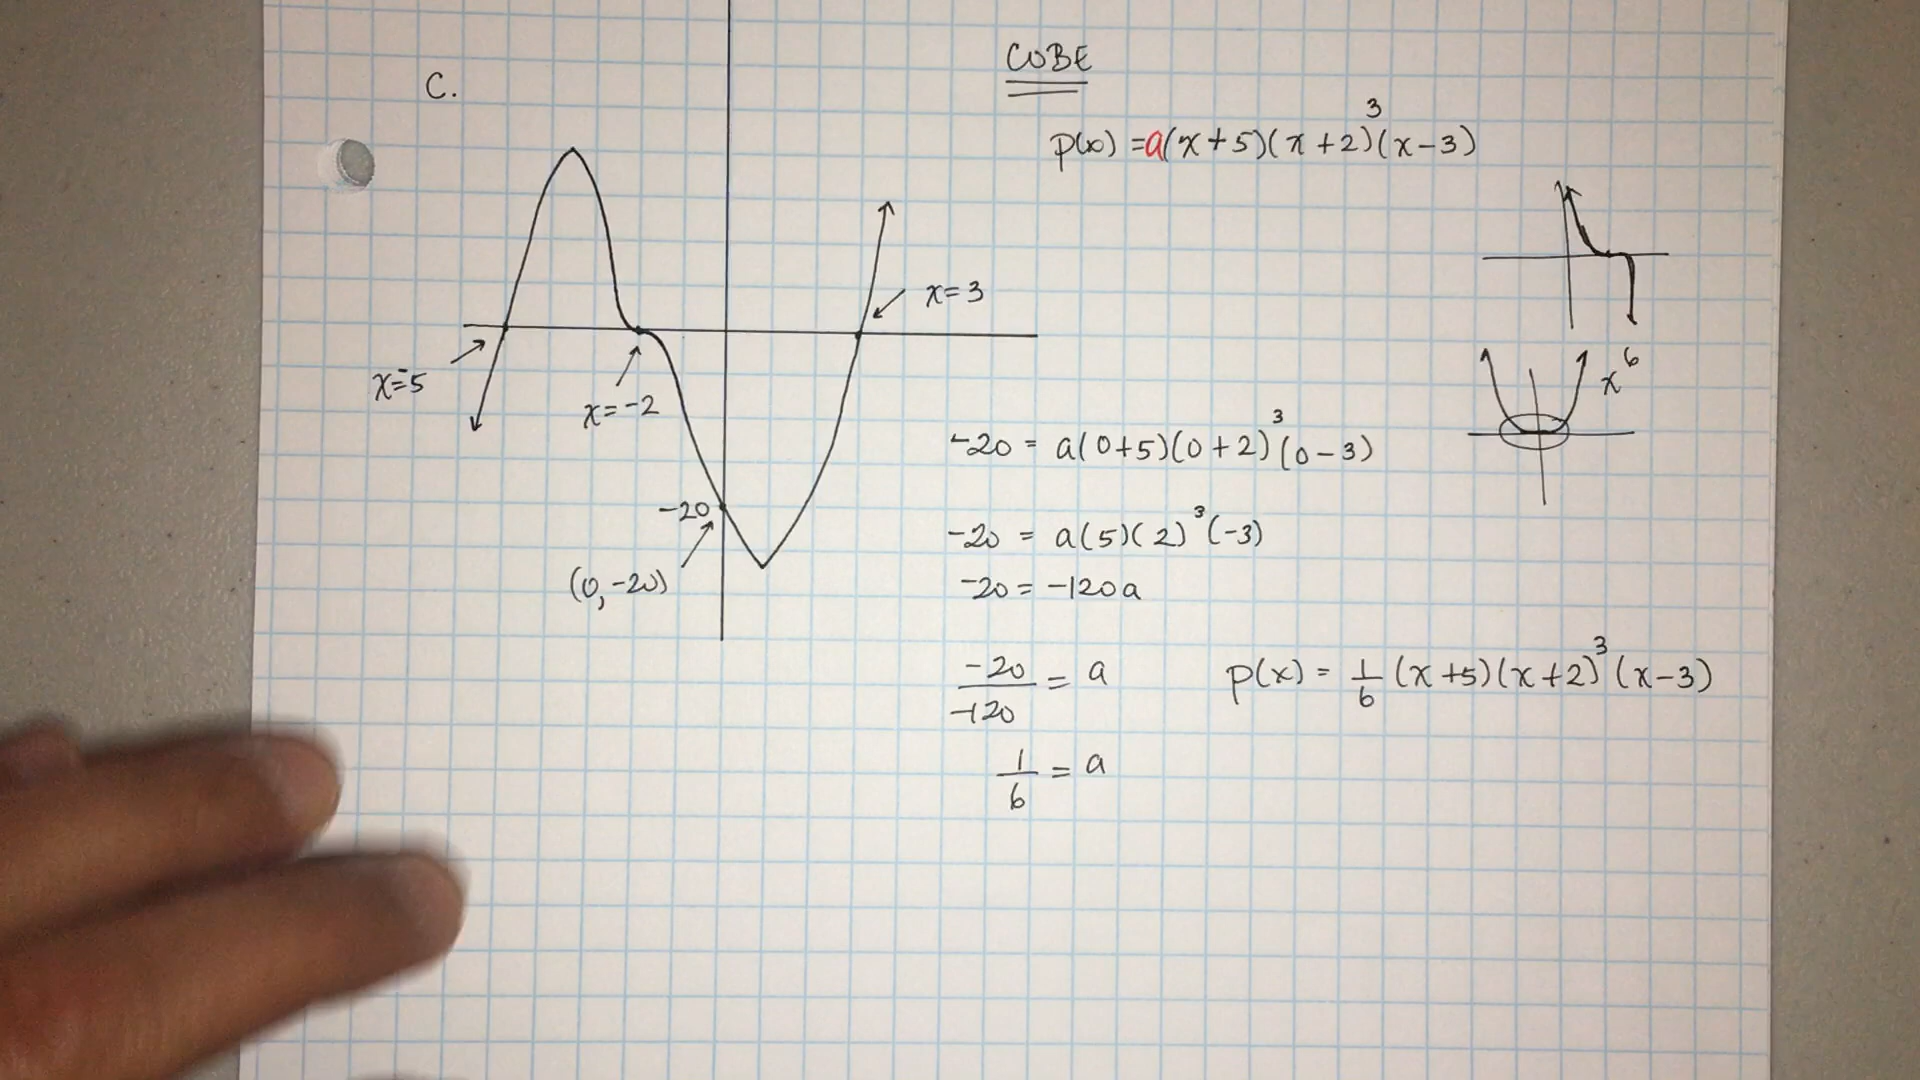 C.
COBE
p(x) = a(x+5)(x+2)³(x-3)
x=3
x=-5
x=-2
x⁶
-20 = a(0+5)(0+2)³(0-3)
-20
-20 = a(5)(2)³(-3)
(0,-20)
-20 = -120a
-20/-120 = a
p(x) = 1/6 (x+5)(x+2)³(x-3)
1/6 = a